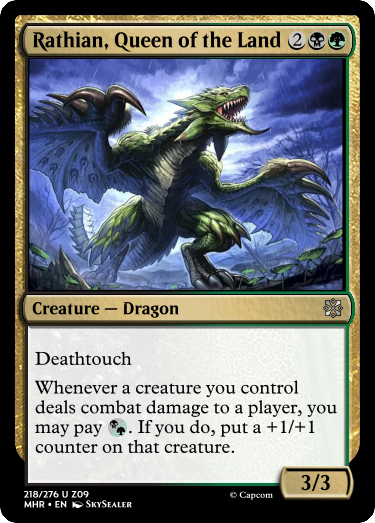 Rathian, Queen of the Land 2
Creature — Dragon
Deathtouch
Whenever a creature you control
deals combat damage to a player, you
may pay . If you do, put a +1/+1
counter on that creature.
3/3
218/276 U Z09
MHR • EN SkySealer
© Capcom